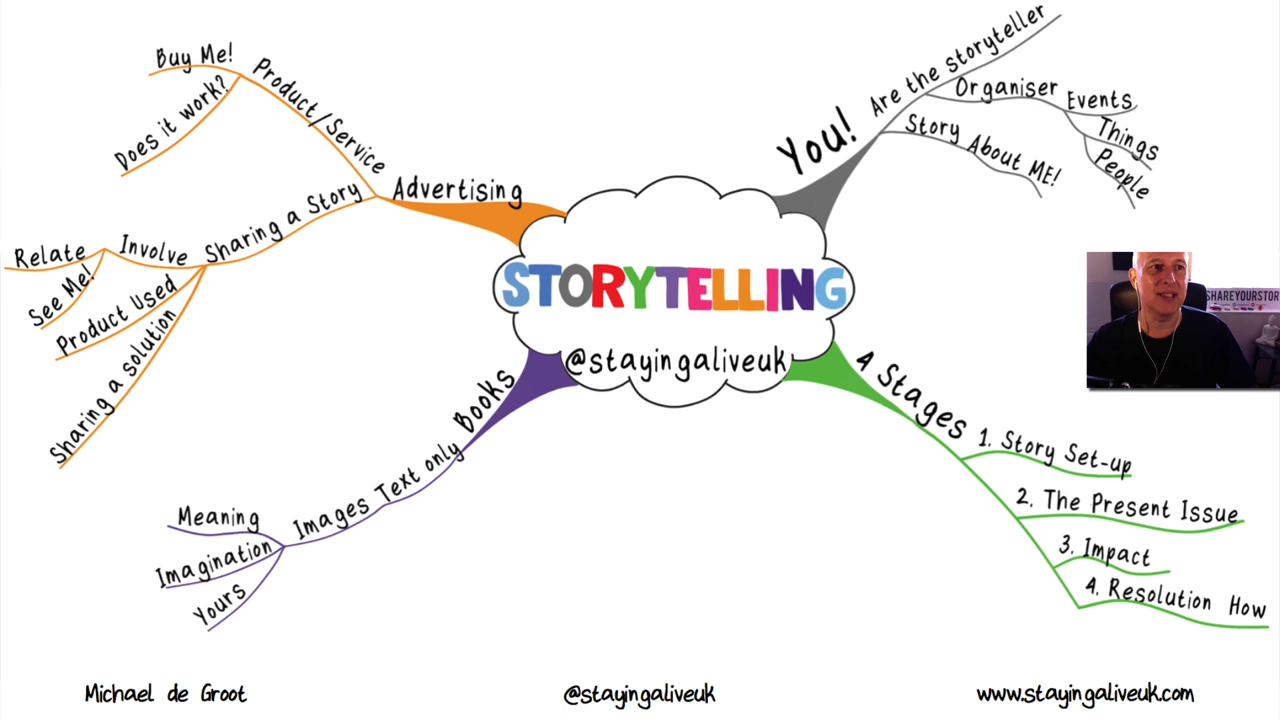 Buy Me!
Does it work?
Product/Service
Advertising
Sharing a Story
Involve
Relate
See Me!
Product Used
Sharing a solution
You!
Are the storyteller
Organiser
Events
Things
People
Story About ME!
STORYTELLING
@stayingaliveuk
Books
Text only
Images
Meaning
Imagination
Yours
4 Stages
1. Story Set-up
2. The Present Issue
3. Impact
4. Resolution How
SHAREYOURSTOR
Michael de Groot
@stayingaliveuk
www.stayingaliveuk.com